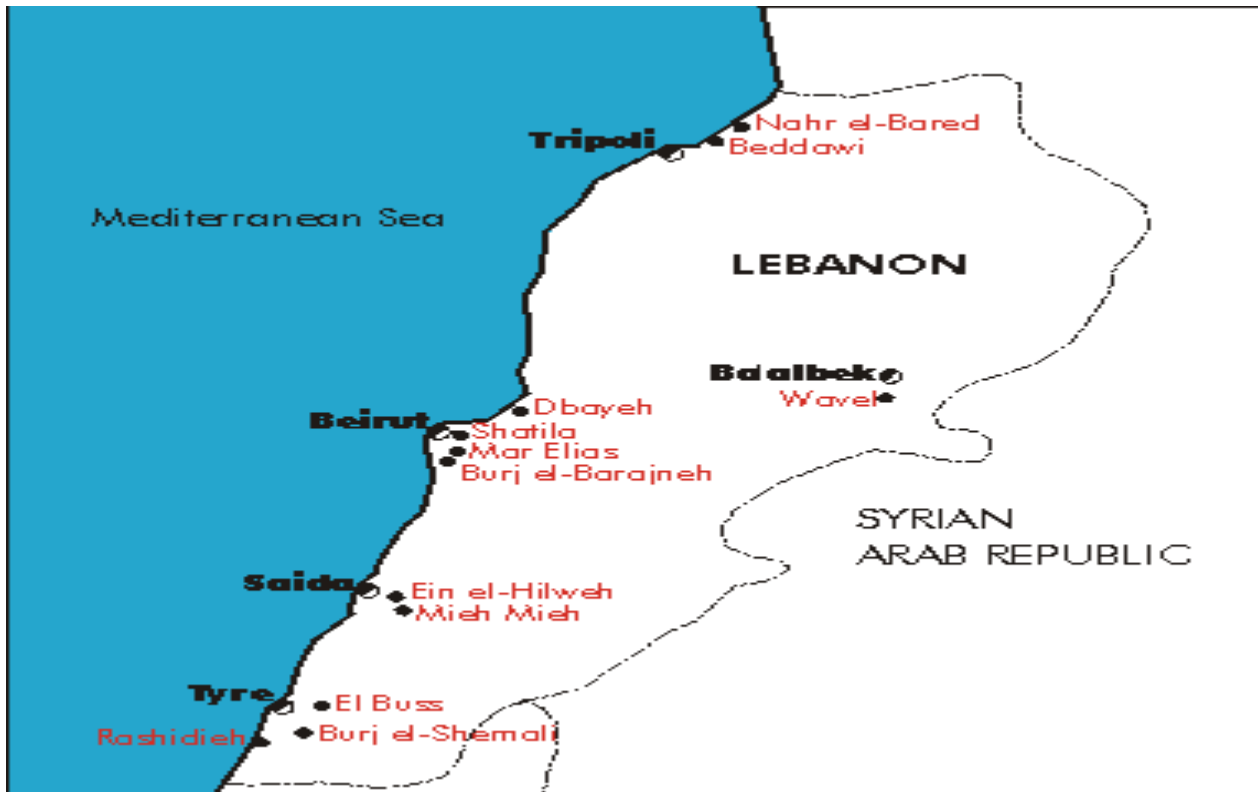 Nahr el-Bared
Tripoli
Beddawi
Mediterranean Sea
LEBANON
Baalbek
Wavel
Dbayeh
Beirut
Shatila
Mar Elias
Burj el-Barajneh
SYRIAN
ARAB REPUBLIC
Saida
Ein el-Hilweh
Mieh Mieh
Tyre
El Buss
Rashidieh
Burj el-Shemali